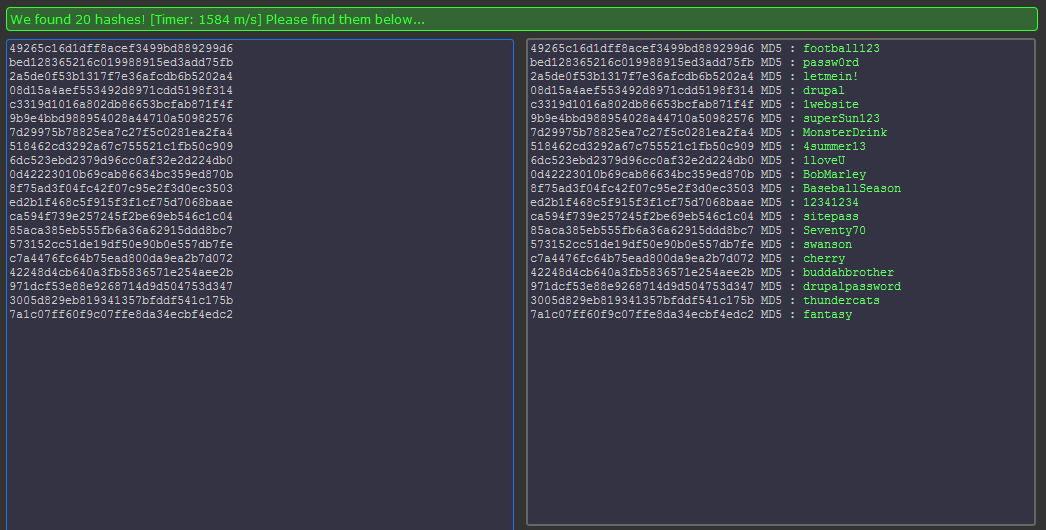 We found 20 hashes! [Timer: 1584 m/s] Please find them below...
49265c16d1dff8acef3499bd889299d6
bed128365216c019988915ed3add75fb
2a5de0f53b1317f7e36afcdb6b5202a4
08d15a4aef553492d8971cdd5198f314
c3319d1016a802db86653bcfab871f4f
9b9e4bbd988954028a44710a50982576
7d29975b78825ea7c27f5c0281ea2fa4
518462cd3292a67c755521c1fb50c909
6dc523ebd2379d96cc0af32e2d224db0
0d42223010b69cab86634bc359ed870b
8f75ad3f04fc42f07c95e2f3d0ec3503
ed2b1f468c5f915f3f1cf75d7068baae
ca594f739e257245f2be69eb546c1c04
85aca385eb555fb6a36a62915ddd8bc7
573152cc51de19df50e90b0e557db7fe
c7a4476fc64b75ead800da9ea2b7d072
42248d4cb640a3fb5836571e254aee2b
971dcf53e88e9268714d9d504753d347
3005d829eb819341357bfddf541c175b
7a1c07ff60f9c07ffe8da34ecbf4edc2
49265c16d1dff8acef3499bd889299d6 MD5 : football123
bed128365216c019988915ed3add75fb MD5 : passw0rd
2a5de0f53b1317f7e36afcdb6b5202a4 MD5 : letmein!
08d15a4aef553492d8971cdd5198f314 MD5 : drupal
c3319d1016a802db86653bcfab871f4f MD5 : 1website
9b9e4bbd988954028a44710a50982576 MD5 : superSun123
7d29975b78825ea7c27f5c0281ea2fa4 MD5 : MonsterDrink
518462cd3292a67c755521c1fb50c909 MD5 : 4summer13
6dc523ebd2379d96cc0af32e2d224db0 MD5 : 1loveU
0d42223010b69cab86634bc359ed870b MD5 : BobMarley
8f75ad3f04fc42f07c95e2f3d0ec3503 MD5 : BaseballSeason
ed2b1f468c5f915f3f1cf75d7068baae MD5 : 12341234
ca594f739e257245f2be69eb546c1c04 MD5 : sitepass
85aca385eb555fb6a36a62915ddd8bc7 MD5 : Seventy70
573152cc51de19df50e90b0e557db7fe MD5 : swanson
c7a4476fc64b75ead800da9ea2b7d072 MD5 : cherry
42248d4cb640a3fb5836571e254aee2b MD5 : buddahbrother
971dcf53e88e9268714d9d504753d347 MD5 : drupalpassword
3005d829eb819341357bfddf541c175b MD5 : thundercats
7a1c07ff60f9c07ffe8da34ecbf4edc2 MD5 : fantasy